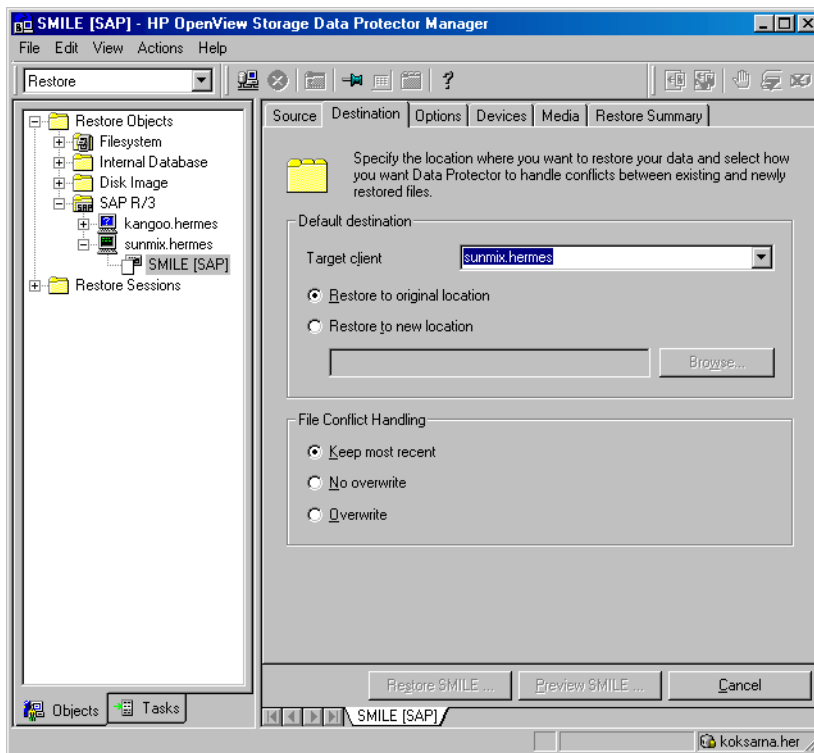 SMILE [SAP] - HP OpenView Storage Data Protector Manager
File Edit View Actions Help
Restore
Restore Objects
Filesystem
Internal Database
Disk Image
SAP R/3
kangoo.hermes
sunmix.hermes
SMILE [SAP]
Restore Sessions
Objects Tasks
Source Destination Options Devices Media Restore Summary
Specify the location where you want to restore your data and select how
you want Data Protector to handle conflicts between existing and newly
restored files.
Default destination
Target client sunmix.hermes
Restore to original location
Restore to new location
Browse...
File Conflict Handling
Keep most recent
No overwrite
Overwrite
Restore SMILE ... Preview SMILE ... Cancel
SMILE [SAP]
koksarna.her